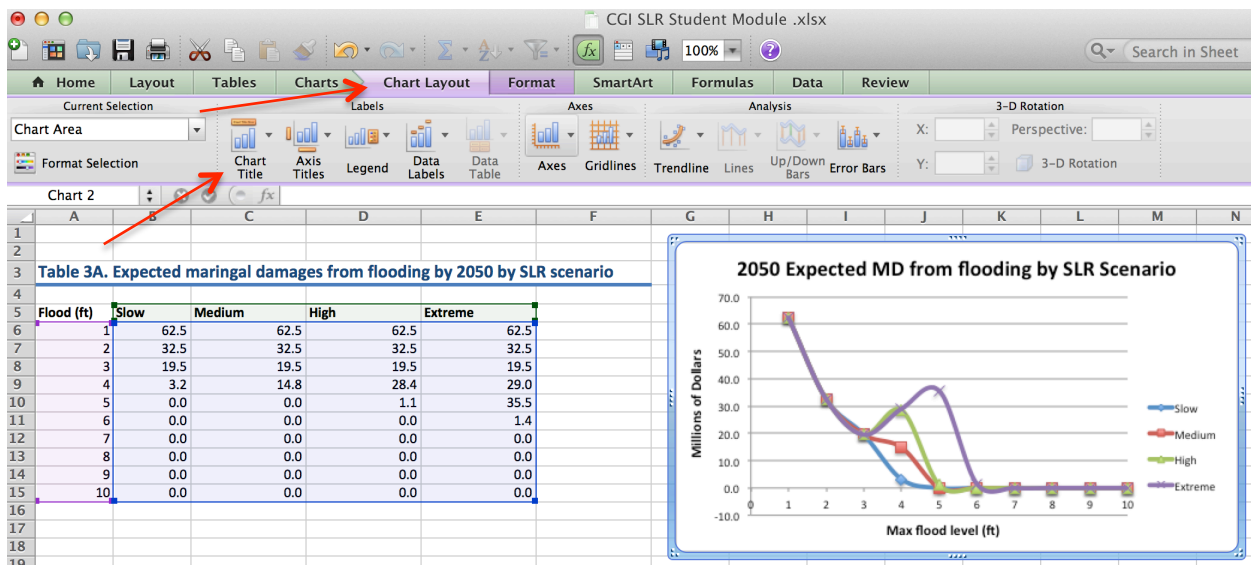 CGI SLR Student Module .xlsx
100%
?
Search in Sheet
Home Layout Tables Charts Chart Layout Format SmartArt Formulas Data Review
Current Selection Labels Axes Analysis 3-D Rotation
Chart Area
Format Selection
Chart Title
Axis Titles
Legend
Data Labels
Data Table
Axes
Gridlines
Trendline
Lines
Up/Down Bars
Error Bars
X:
Y:
Perspective:
3-D Rotation
Chart 2 fx
A B C D E F G H I J K L M N
1
2
3 Table 3A. Expected maringal damages from flooding by 2050 by SLR scenario
4
5 Flood (ft) Slow Medium High Extreme
6 1 62.5 62.5 62.5 62.5
7 2 32.5 32.5 32.5 32.5
8 3 19.5 19.5 19.5 19.5
9 4 3.2 14.8 28.4 29.0
10 5 0.0 0.0 1.1 35.5
11 6 0.0 0.0 0.0 1.4
12 7 0.0 0.0 0.0 0.0
13 8 0.0 0.0 0.0 0.0
14 9 0.0 0.0 0.0 0.0
15 10 0.0 0.0 0.0 0.0
16
17
18
19
2050 Expected MD from flooding by SLR Scenario
Millions of Dollars
70.0
60.0
50.0
40.0
30.0
20.0
10.0
0.0
-10.0
0 1 2 3 4 5 6 7 8 9 10
Max flood level (ft)
Slow
Medium
High
Extreme